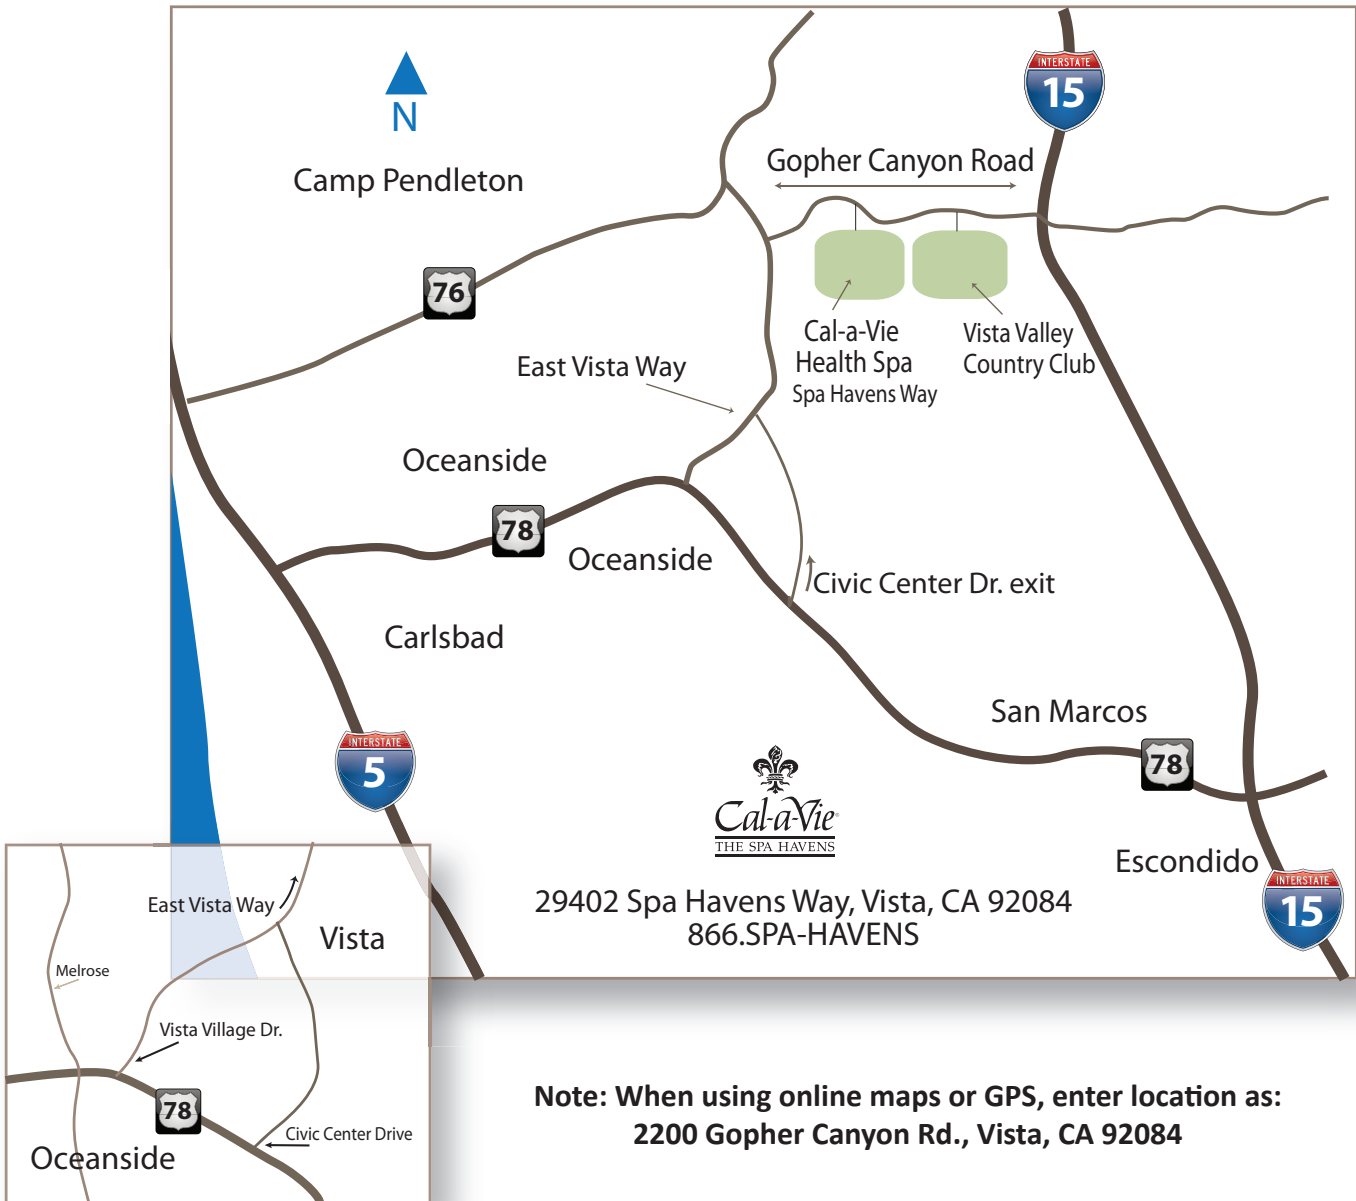 INTERSTATE
15
N
Gopher Canyon Road
Camp Pendleton
76
Cal-a-Vie
Health Spa
Spa Havens Way
Vista Valley
Country Club
East Vista Way
Oceanside
78
Oceanside
Civic Center Dr. exit
Carlsbad
San Marcos
INTERSTATE
5
78
Cal-a-Vie®
THE SPA HAVENS
Escondido
INTERSTATE
15
29402 Spa Havens Way, Vista, CA 92084
866.SPA-HAVENS
East Vista Way
Vista
Melrose
Vista Village Dr.
78
Civic Center Drive
Oceanside
Note: When using online maps or GPS, enter location as:
2200 Gopher Canyon Rd., Vista, CA 92084